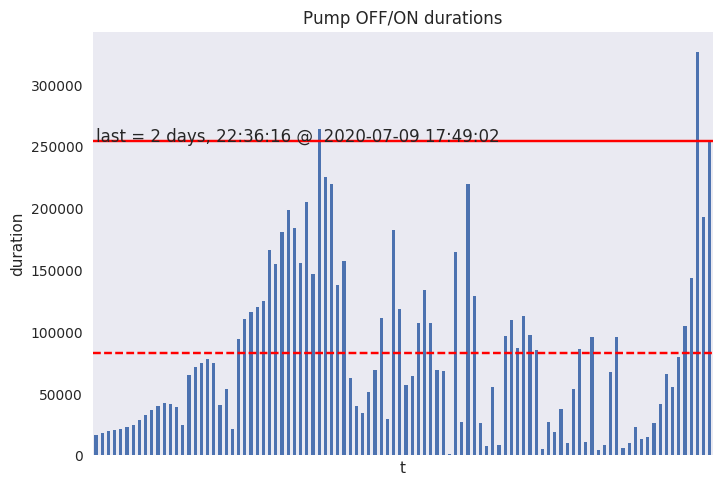 Pump OFF/ON durations
300000
250000
200000
150000
100000
50000
0
duration
last = 2 days, 22:36:16 @  2020-07-09 17:49:02
t